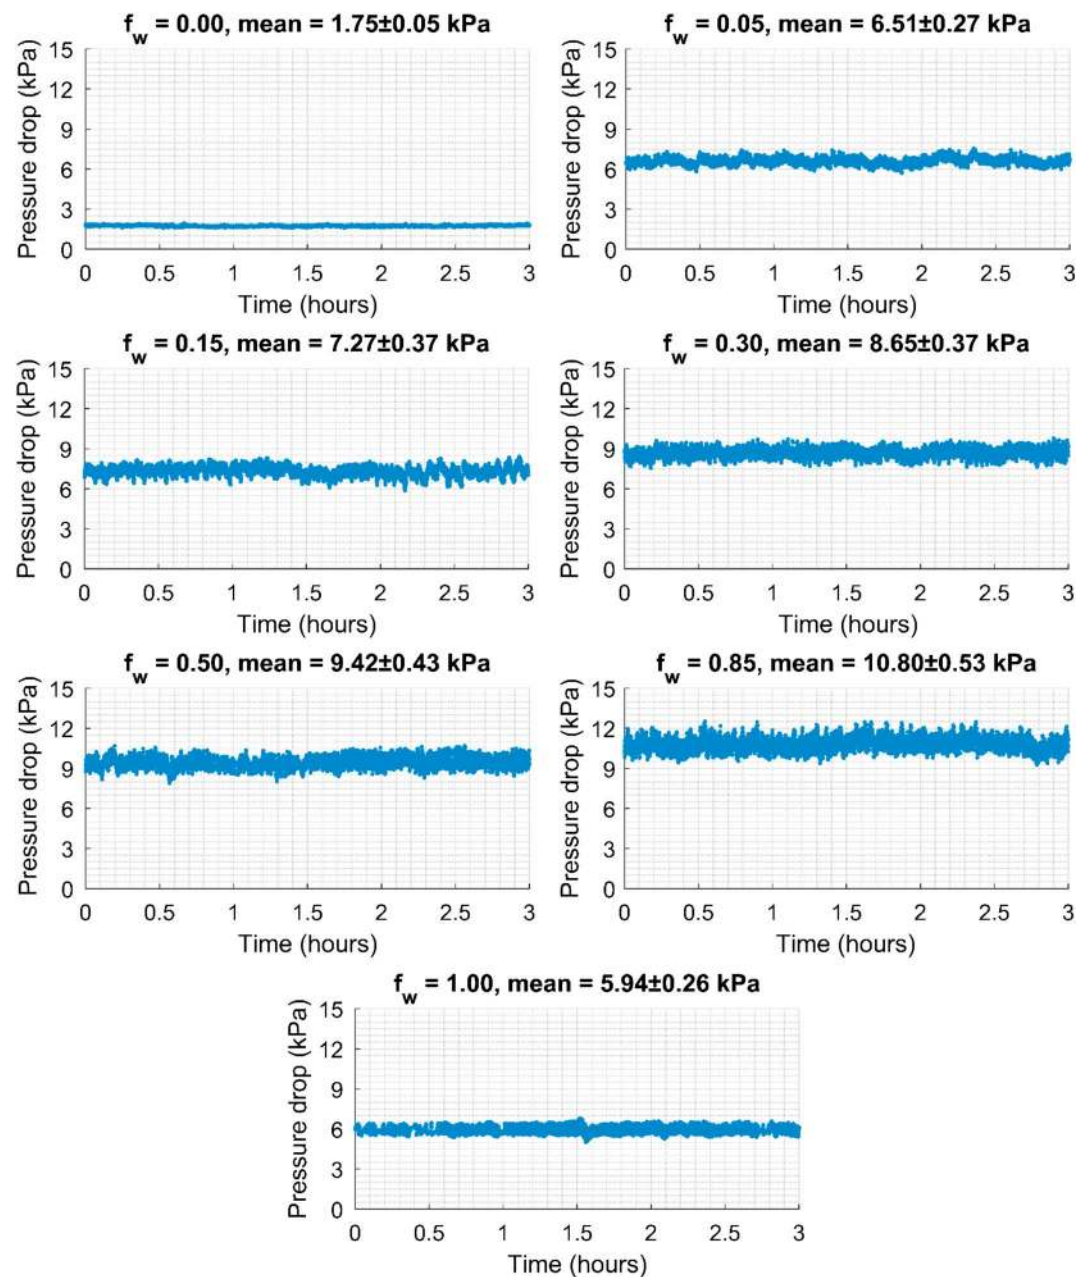 f_w = 0.00, mean = 1.75±0.05 kPa
Pressure drop (kPa)
15
12
9
6
3
0
0 0.5 1 1.5 2 2.5 3
Time (hours)
f_w = 0.05, mean = 6.51±0.27 kPa
Pressure drop (kPa)
15
12
9
6
3
0
0 0.5 1 1.5 2 2.5 3
Time (hours)
f_w = 0.15, mean = 7.27±0.37 kPa
Pressure drop (kPa)
15
12
9
6
3
0
0 0.5 1 1.5 2 2.5 3
Time (hours)
f_w = 0.30, mean = 8.65±0.37 kPa
Pressure drop (kPa)
15
12
9
6
3
0
0 0.5 1 1.5 2 2.5 3
Time (hours)
f_w = 0.50, mean = 9.42±0.43 kPa
Pressure drop (kPa)
15
12
9
6
3
0
0 0.5 1 1.5 2 2.5 3
Time (hours)
f_w = 0.85, mean = 10.80±0.53 kPa
Pressure drop (kPa)
15
12
9
6
3
0
0 0.5 1 1.5 2 2.5 3
Time (hours)
f_w = 1.00, mean = 5.94±0.26 kPa
Pressure drop (kPa)
15
12
9
6
3
0
0 0.5 1 1.5 2 2.5 3
Time (hours)